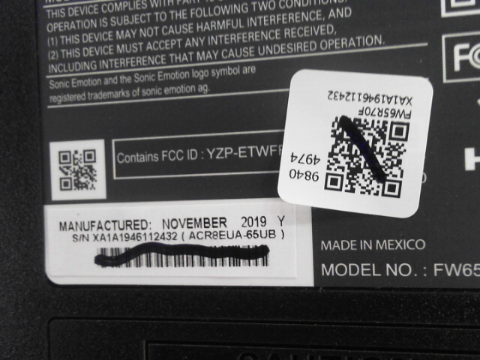 THIS DEVICE COMPLIES WITH PART 15
OPERATION IS SUBJECT TO THE FOLLOWING TWO CONDITIONS:
(1) THIS DEVICE MAY NOT CAUSE HARMFUL INTERFERENCE, AND
(2) THIS DEVICE MUST ACCEPT ANY INTERFERENCE RECEIVED,
INCLUDING INTERFERENCE THAT MAY CAUSE UNDESIRED OPERATION.
Sonic Emotion and the Sonic Emotion logo symbol are
registered trademarks of sonic emotion ag.
FC
XA1A1946112432
FW65R70F
9840
4974
Contains FCC ID : YZP-ETWF
H
MANUFACTURED: NOVEMBER 2019 Y
S/N XA1A1946112432 ( ACR8EUA-65UB )
MADE IN MEXICO
MODEL NO. : FW65